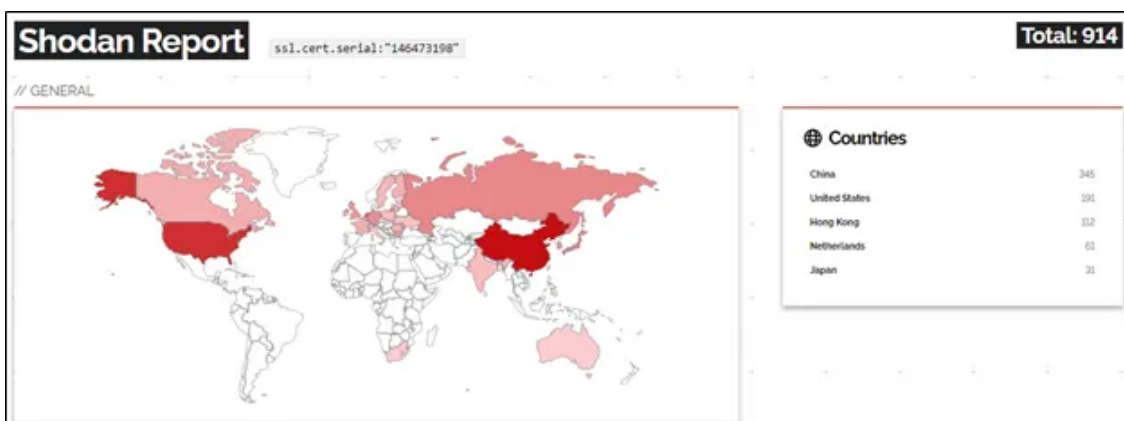 Shodan Report
ssl.cert.serial:"146473198"
Total: 914
// GENERAL
Countries
China 345
United States 191
Hong Kong 112
Netherlands 61
Japan 31